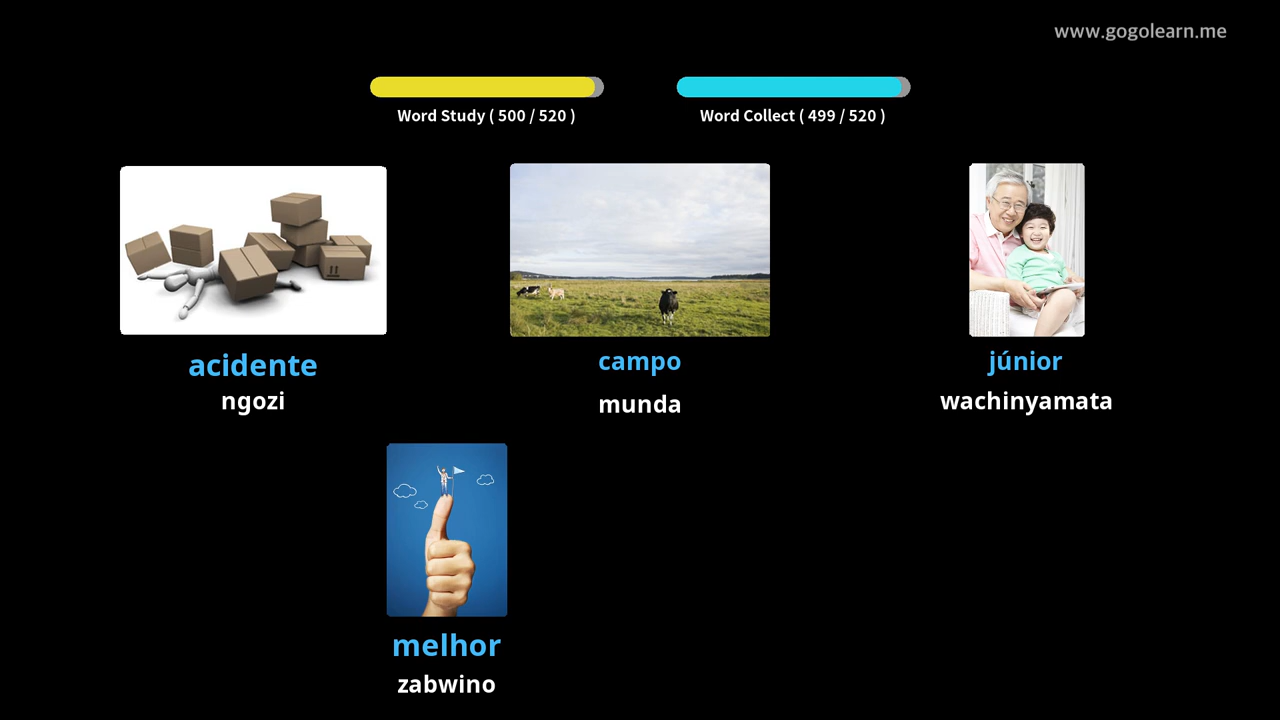 www.gogolearn.me
Word Study ( 500 / 520 )
Word Collect ( 499 / 520 )
acidente
ngozi
campo
munda
júnior
wachinyamata
melhor
zabwino